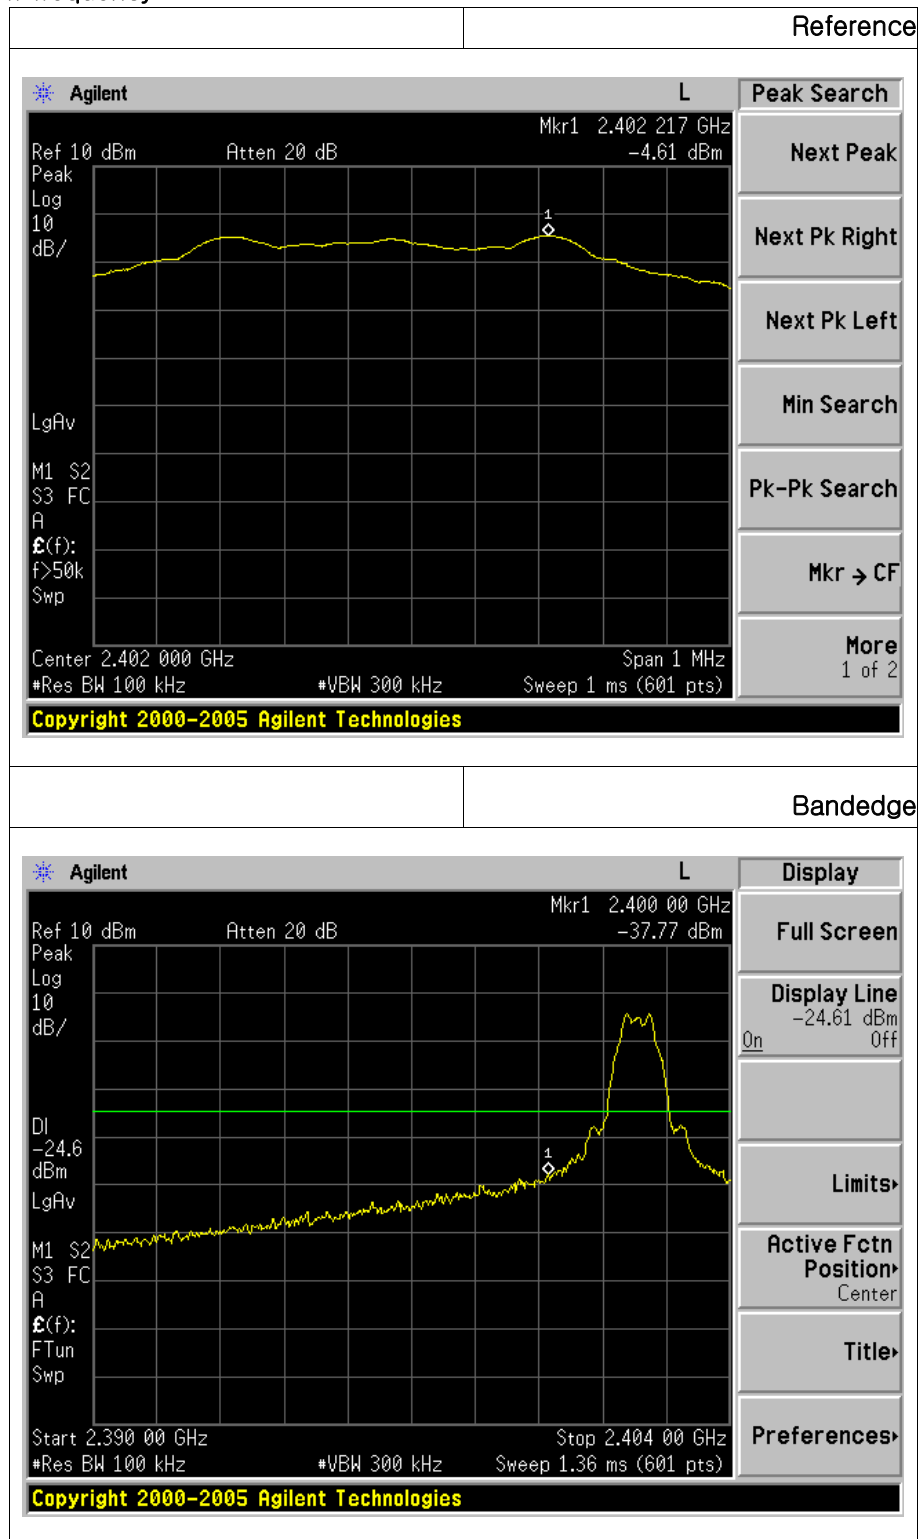 Reference
Agilent L Peak Search
Mkr1 2.402 217 GHz
Ref 10 dBm Atten 20 dB -4.61 dBm
Peak
Log
10
dB/
1
LgAv
M1 S2
S3 FC
A
£(f):
f>50k
Swp
Center 2.402 000 GHz Span 1 MHz
#Res BW 100 kHz #VBW 300 kHz Sweep 1 ms (601 pts)
Copyright 2000-2005 Agilent Technologies
Next Peak
Next Pk Right
Next Pk Left
Min Search
Pk-Pk Search
Mkr → CF
More
1 of 2
Bandedge
Agilent L Display
Mkr1 2.400 00 GHz
Ref 10 dBm Atten 20 dB -37.77 dBm
Peak
Log
10
dB/
1
DI
-24.6
dBm
LgAv
M1 S2
S3 FC
A
£(f):
FTun
Swp
Start 2.390 00 GHz Stop 2.404 00 GHz
#Res BW 100 kHz #VBW 300 kHz Sweep 1.36 ms (601 pts)
Copyright 2000-2005 Agilent Technologies
Full Screen
Display Line
-24.61 dBm
On Off
Limits
Active Fctn
Position
Center
Title
Preferences